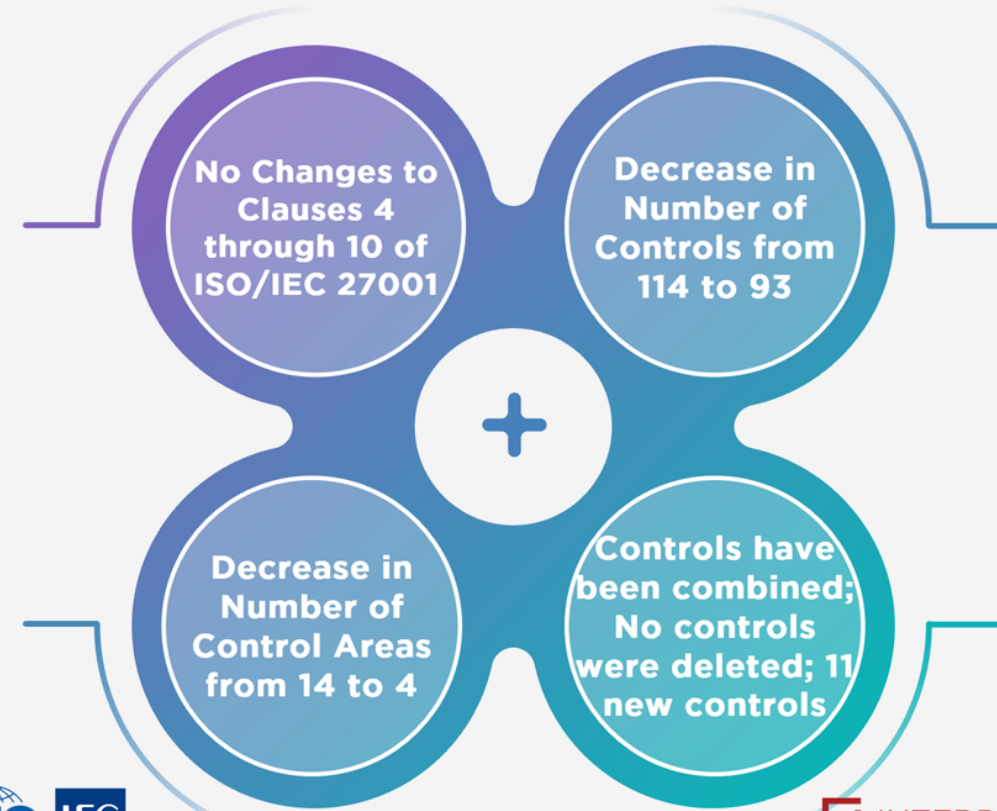 No Changes to
Clauses 4
through 10 of
ISO/IEC 27001
Decrease in
Number of
Controls from
114 to 93
Decrease in
Number of
Control Areas
from 14 to 4
Controls have
been combined;
No controls
were deleted; 11
new controls